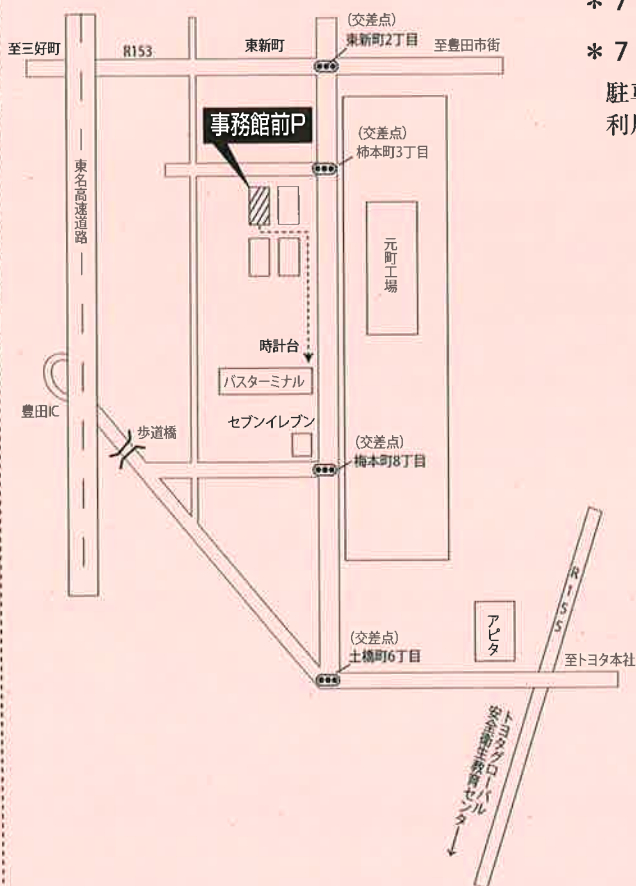 ＊7
＊7
駐車
利用
(交差点)
東新町2丁目
至三好町
R153
東新町
至豊田市街
事務館前P
(交差点)
柿本町3丁目
東名高速道路
元町工場
時計台
バスターミナル
豊田IC
歩道橋
セブンイレブン
(交差点)
梅本町8丁目
R155
アピタ
(交差点)
土橋町6丁目
至トヨタ本社
トヨタグローバル
安全衛生教育センター